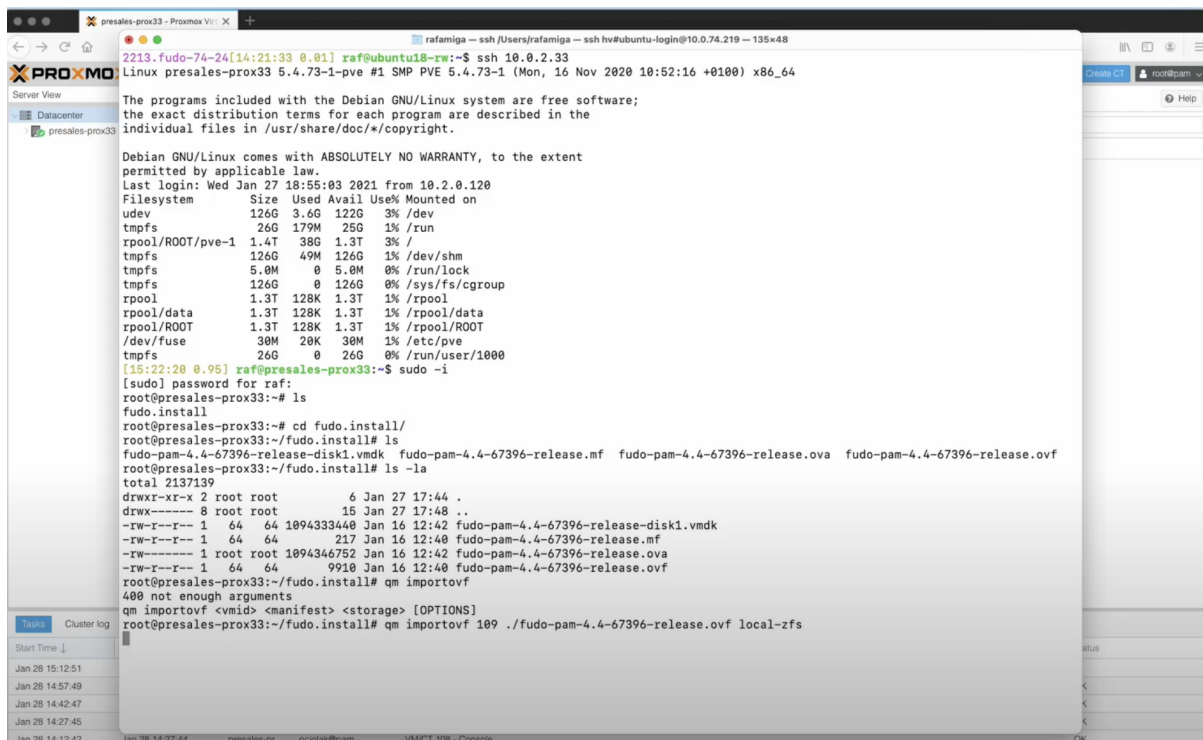 presales-prox33 - Proxmox Virt
rafamiga — ssh /Users/rafamiga — ssh hv#ubuntu-login@10.0.74.219 — 135×48
PROXMO
Create CT
root@pam
Server View
Help
Datacenter
presales-prox33
2213.fudo-74-24[14:21:33 0.01] raf@ubuntu18-rw:~$ ssh 10.0.2.33
Linux presales-prox33 5.4.73-1-pve #1 SMP PVE 5.4.73-1 (Mon, 16 Nov 2020 10:52:16 +0100) x86_64
The programs included with the Debian GNU/Linux system are free software;
the exact distribution terms for each program are described in the
individual files in /usr/share/doc/*/copyright.
Debian GNU/Linux comes with ABSOLUTELY NO WARRANTY, to the extent
permitted by applicable law.
Last login: Wed Jan 27 18:55:03 2021 from 10.2.0.120
Filesystem Size Used Avail Use% Mounted on
udev 126G 3.6G 122G 3% /dev
tmpfs 26G 179M 25G 1% /run
rpool/ROOT/pve-1 1.4T 38G 1.3T 3% /
tmpfs 126G 49M 126G 1% /dev/shm
tmpfs 5.0M 0 5.0M 0% /run/lock
tmpfs 126G 0 126G 0% /sys/fs/cgroup
rpool 1.3T 128K 1.3T 1% /rpool
rpool/data 1.3T 128K 1.3T 1% /rpool/data
rpool/ROOT 1.3T 128K 1.3T 1% /rpool/ROOT
/dev/fuse 30M 20K 30M 1% /etc/pve
tmpfs 26G 0 26G 0% /run/user/1000
[15:22:20 0.95] raf@presales-prox33:~$ sudo -i
[sudo] password for raf:
root@presales-prox33:~# ls
fudo.install
root@presales-prox33:~# cd fudo.install/
root@presales-prox33:~/fudo.install# ls
fudo-pam-4.4-67396-release-disk1.vmdk fudo-pam-4.4-67396-release.mf fudo-pam-4.4-67396-release.ova fudo-pam-4.4-67396-release.ovf
root@presales-prox33:~/fudo.install# ls -la
total 2137139
drwxr-xr-x 2 root root 6 Jan 27 17:44 .
drwx------ 8 root root 15 Jan 27 17:48 ..
-rw-r--r-- 1 64 64 1094333440 Jan 16 12:42 fudo-pam-4.4-67396-release-disk1.vmdk
-rw-r--r-- 1 64 64 217 Jan 16 12:40 fudo-pam-4.4-67396-release.mf
-rw------- 1 root root 1094346752 Jan 16 12:42 fudo-pam-4.4-67396-release.ova
-rw-r--r-- 1 64 64 9910 Jan 16 12:40 fudo-pam-4.4-67396-release.ovf
root@presales-prox33:~/fudo.install# qm importovf
400 not enough arguments
qm importovf <vmid> <manifest> <storage> [OPTIONS]
root@presales-prox33:~/fudo.install# qm importovf 109 ./fudo-pam-4.4-67396-release.ovf local-zfs
Tasks Cluster log
Start Time ↓ atus
Jan 28 15:12:51
Jan 28 14:57:49 K
Jan 28 14:42:47 K
Jan 28 14:27:45 K